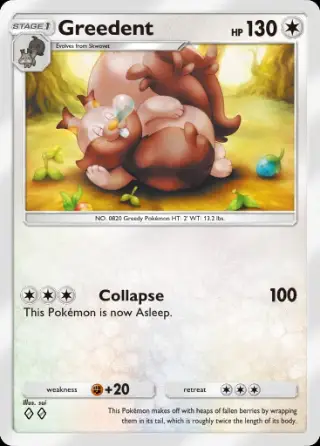 STAGE 1
Greedent
HP 130
Evolves from Skwovet
NO. 0820 Greedy Pokémon HT: 2' WT: 13.2 lbs.
Collapse 100
This Pokémon is now Asleep.
weakness +20 retreat
Illus. sui
This Pokémon makes off with heaps of fallen berries by wrapping
them in its tail, which is roughly twice the length of its body.